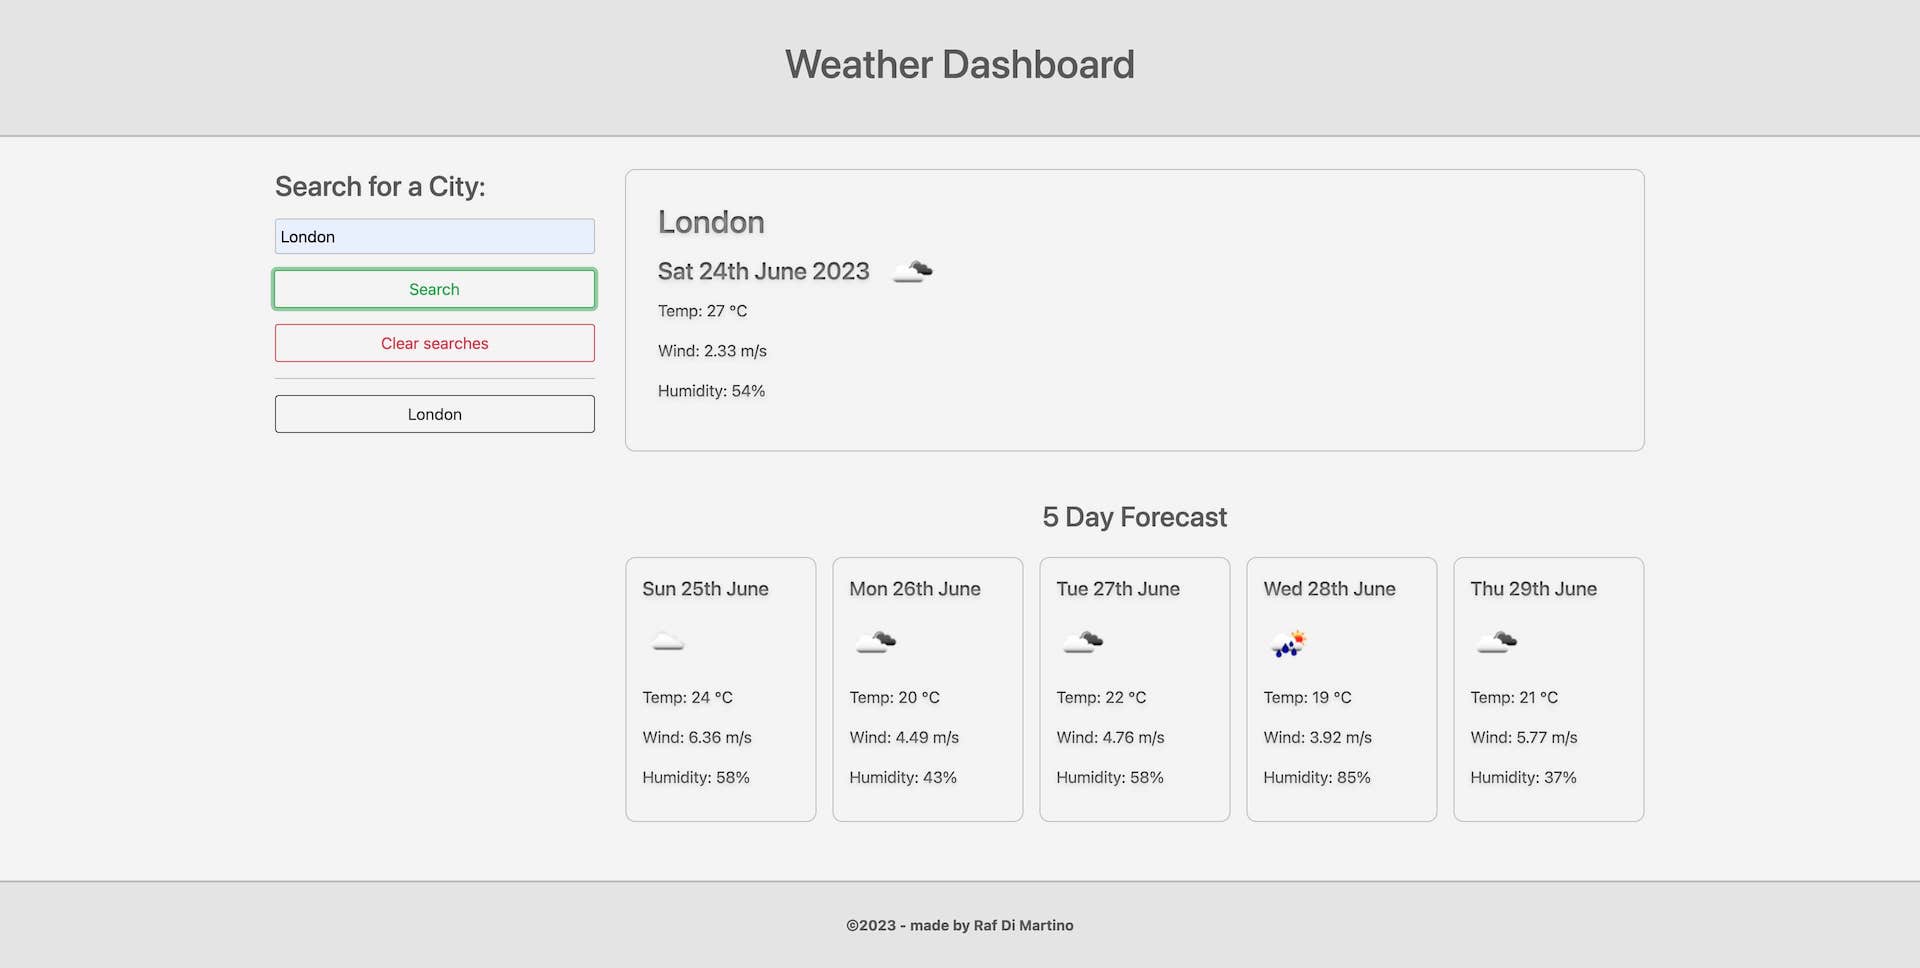 Weather Dashboard
Search for a City:
London
Search
Clear searches
London
London
Sat 24th June 2023
Temp: 27 °C
Wind: 2.33 m/s
Humidity: 54%
5 Day Forecast
Sun 25th June
Temp: 24 °C
Wind: 6.36 m/s
Humidity: 58%
Mon 26th June
Temp: 20 °C
Wind: 4.49 m/s
Humidity: 43%
Tue 27th June
Temp: 22 °C
Wind: 4.76 m/s
Humidity: 58%
Wed 28th June
Temp: 19 °C
Wind: 3.92 m/s
Humidity: 85%
Thu 29th June
Temp: 21 °C
Wind: 5.77 m/s
Humidity: 37%
©2023 - made by Raf Di Martino